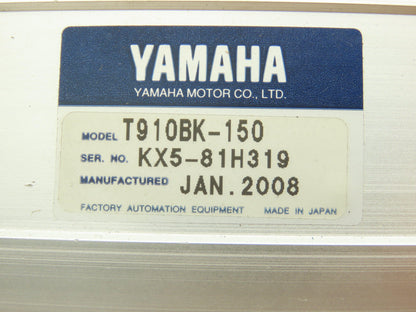 YAMAHA
YAMAHA MOTOR CO., LTD.
MODEL T910BK-150
SER. NO. KX5-81H319
MANUFACTURED JAN. 2008
FACTORY AUTOMATION EQUIPMENT MADE IN JAPAN